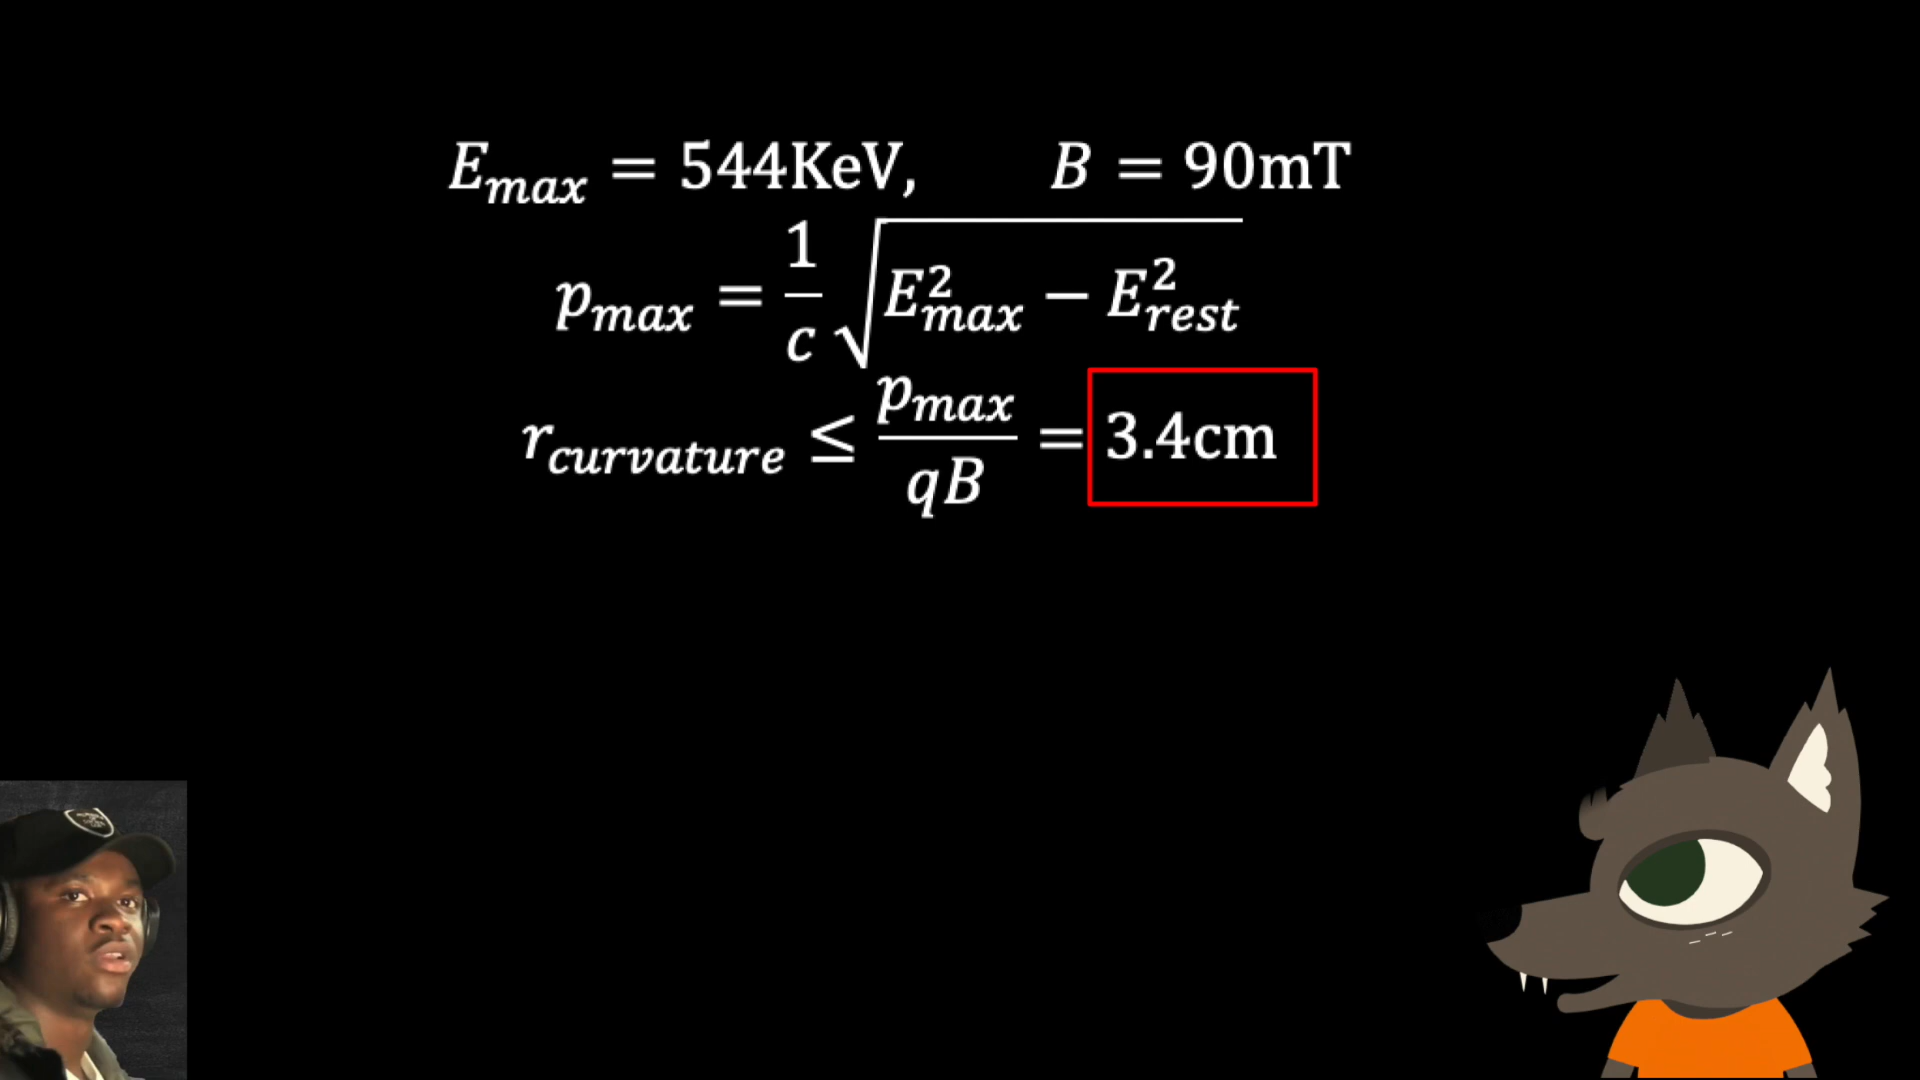 E_max = 544KeV, B = 90mT
p_max = 1/c √(E²_max − E²_rest)
r_curvature ≤ p_max/qB = 3.4cm